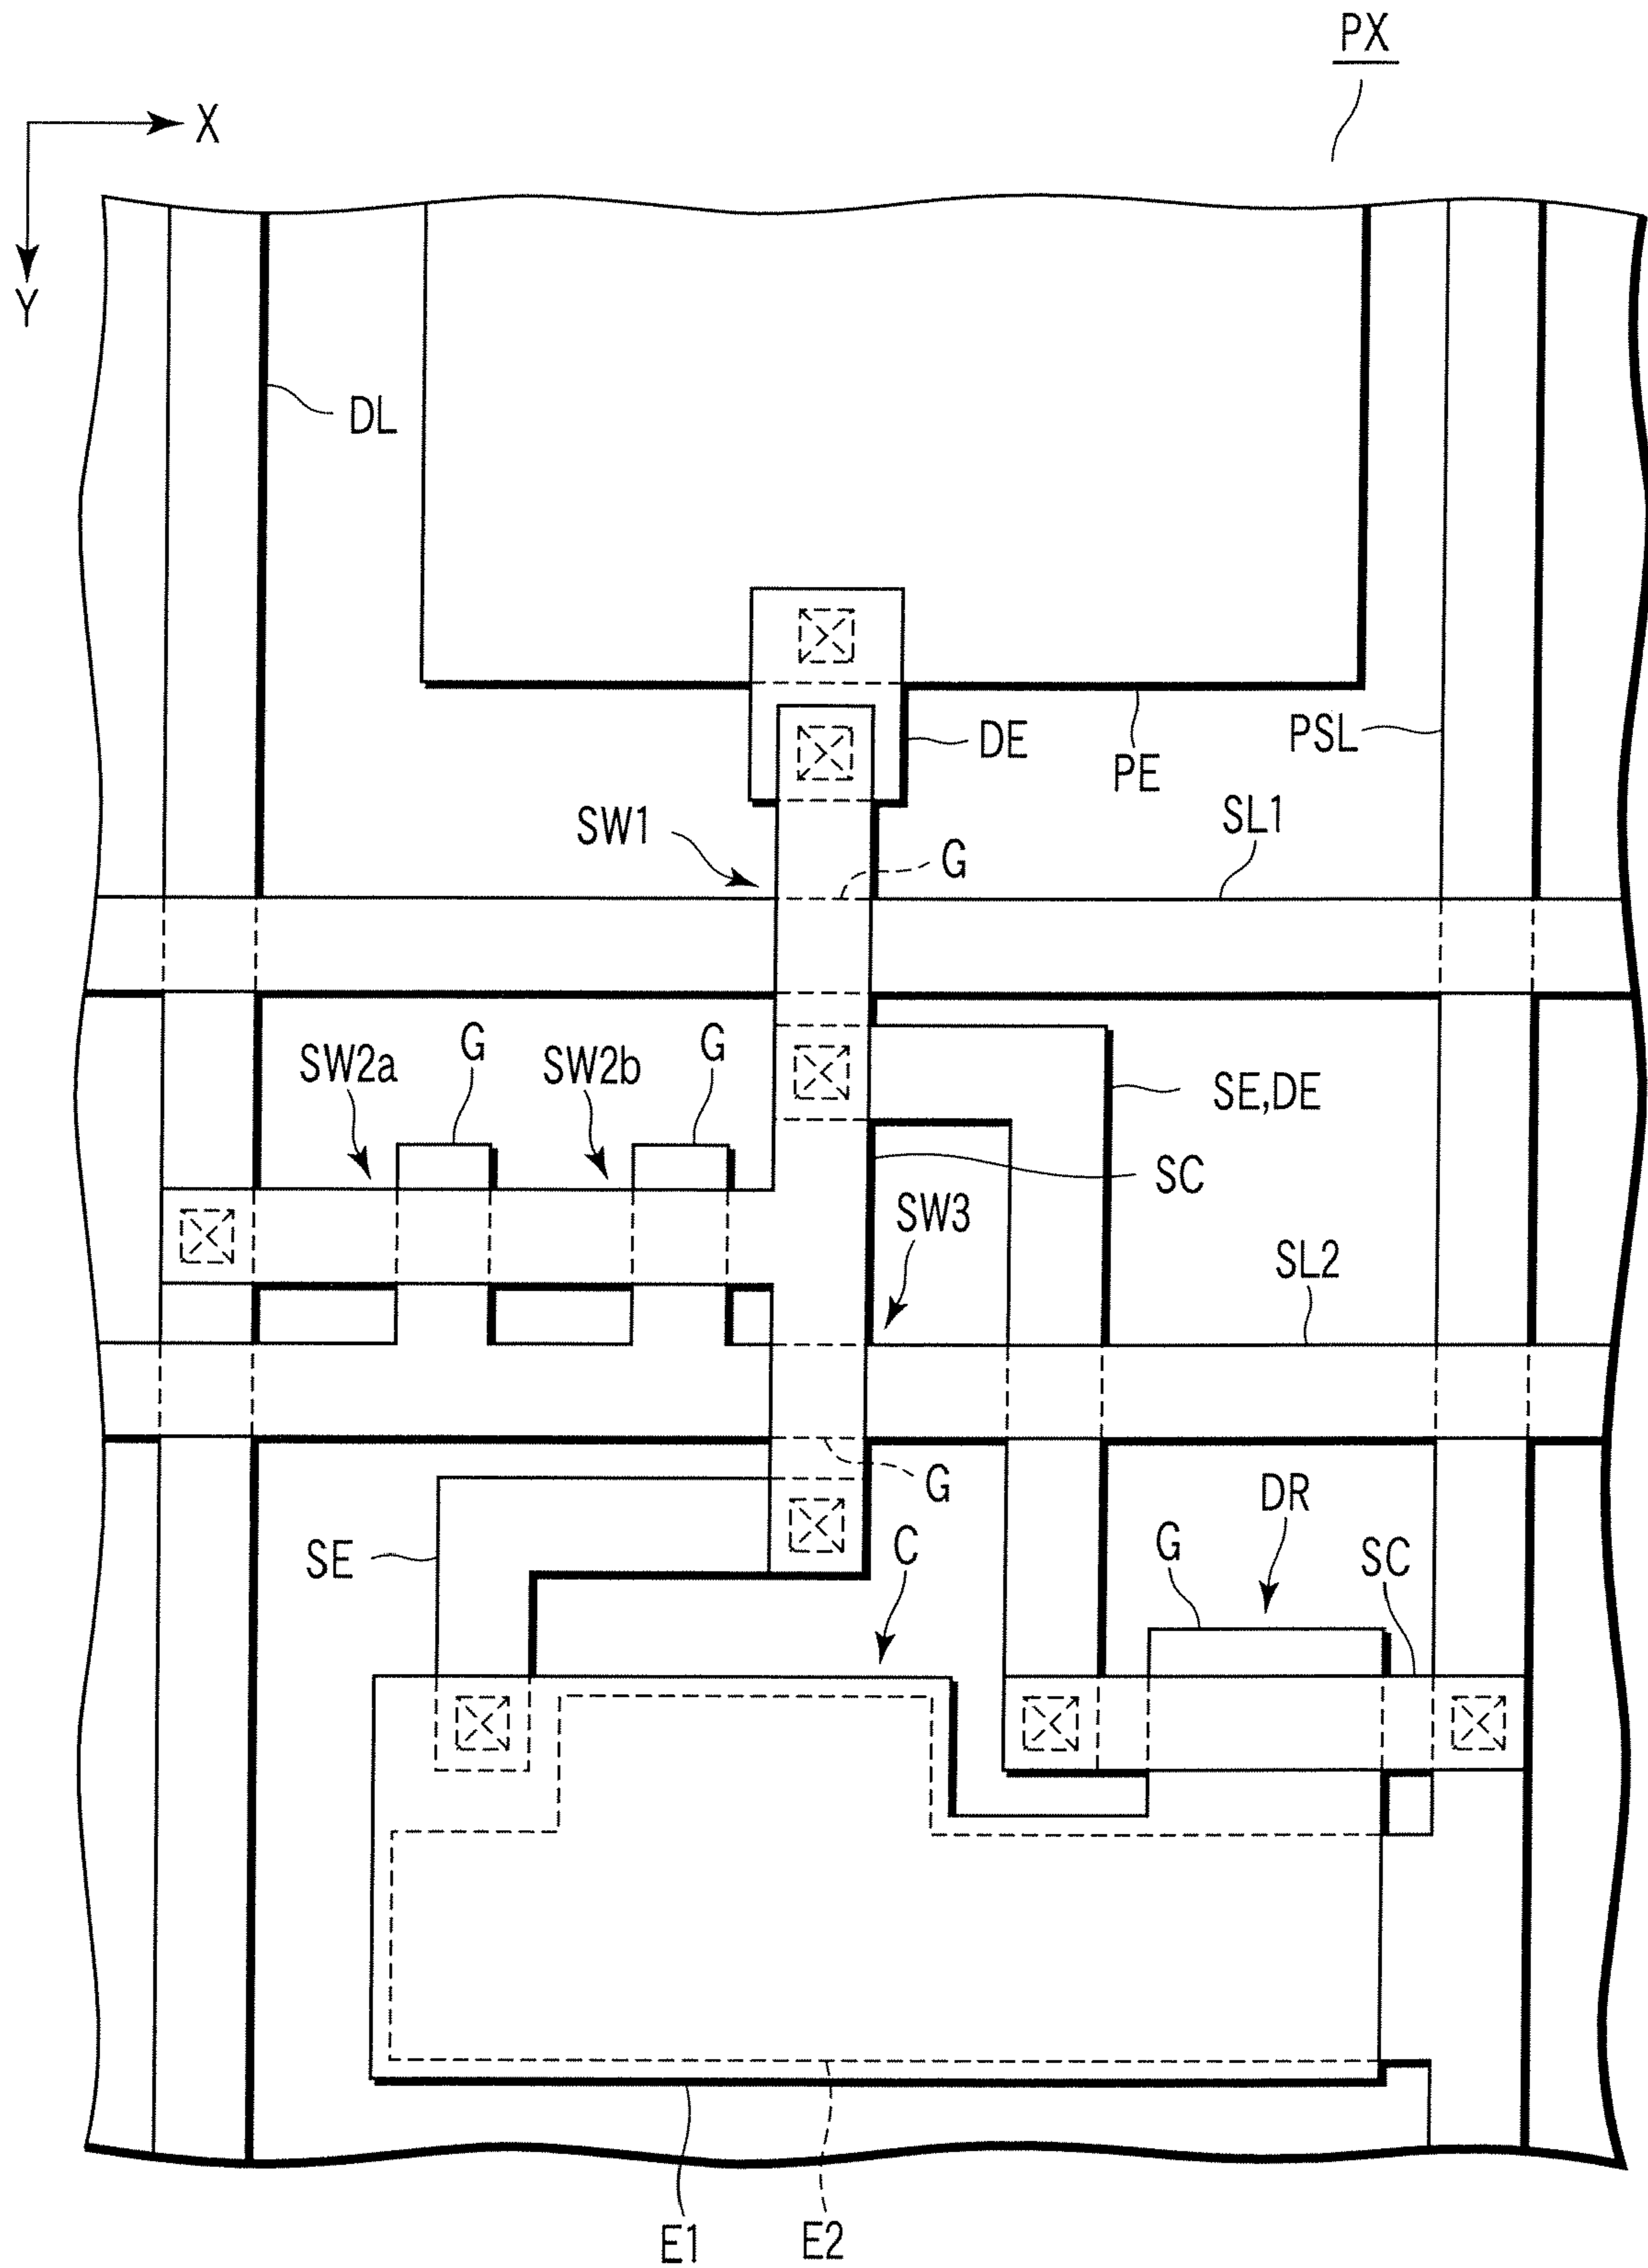 PX
X
Y
DL
DE
PE
PSL
SW1
G
SL1
SW2a
G
SW2b
G
SE,DE
SC
SW3
SL2
G
SE
C
DR
G
SC
E1
E2